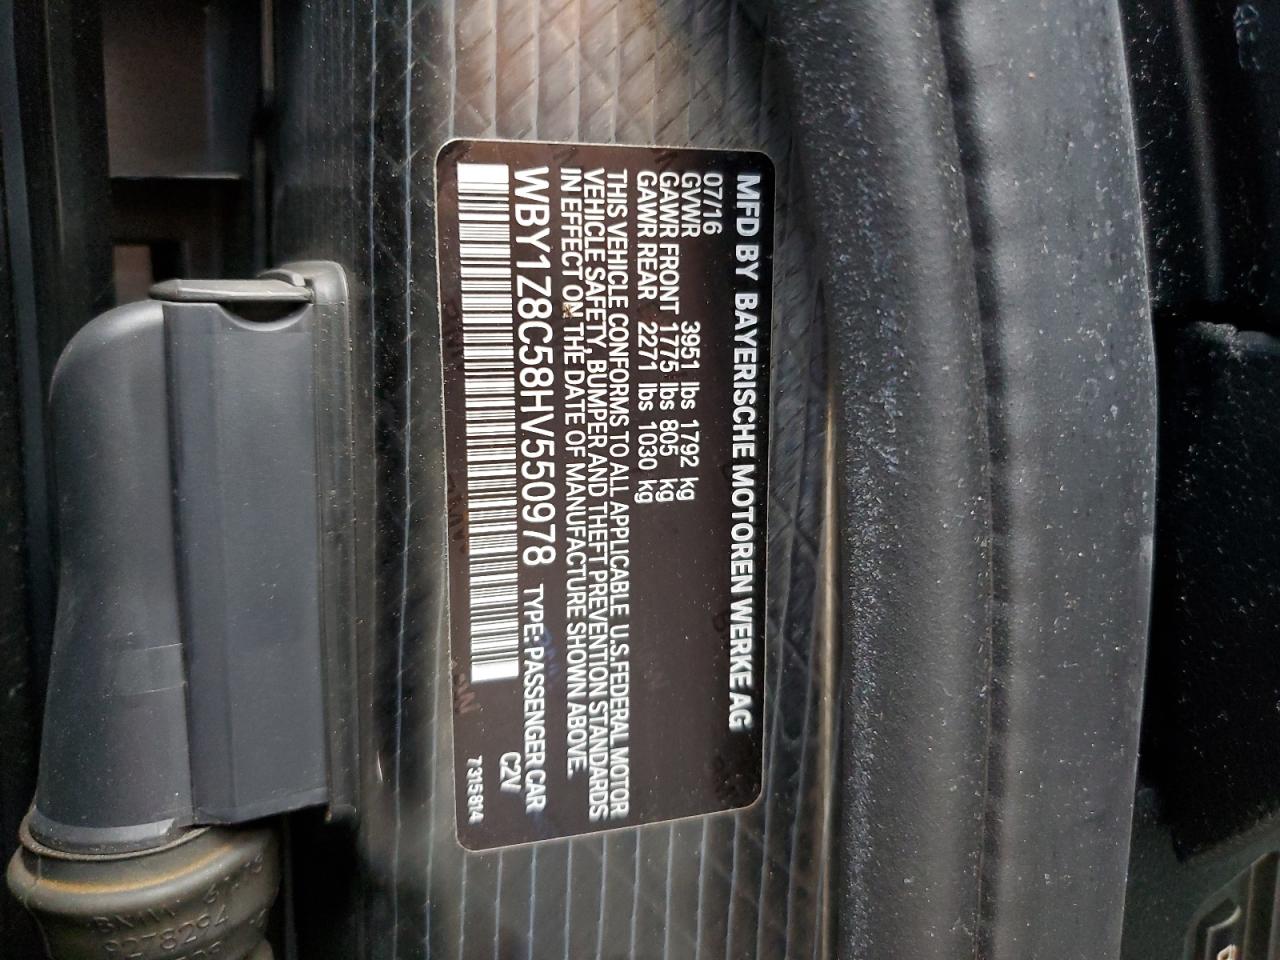 MFD BY BAYERISCHE MOTOREN WERKE AG
07/16
GVWR 3951 lbs 1792 kg
GAWR FRONT 1775 lbs 805 kg
GAWR REAR 2271 lbs 1030 kg
THIS VEHICLE CONFORMS TO ALL APPLICABLE U.S.FEDERAL MOTOR
VEHICLE SAFETY, BUMPER AND THEFT PREVENTION STANDARDS
IN EFFECT ON THE DATE OF MANUFACTURE SHOWN ABOVE.
WBY1Z8C58HV550978 TYPE: PASSENGER CAR
C2V
7315814
BMW
9278294